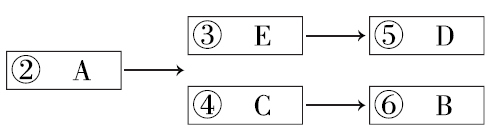 ③ E
⑤ D
② A
④ C
⑥ B